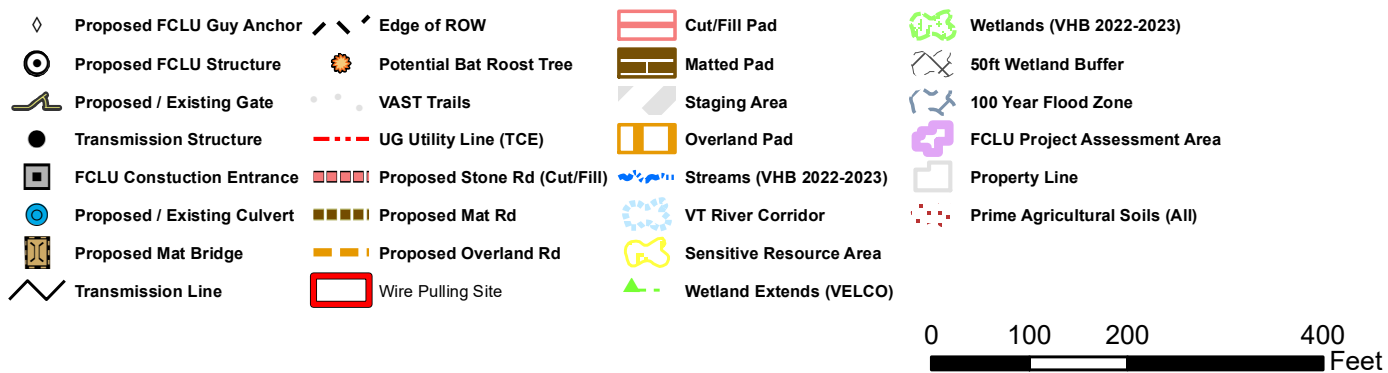 Proposed FCLU Guy Anchor
Proposed FCLU Structure
Proposed / Existing Gate
Transmission Structure
FCLU Constuction Entrance
Proposed / Existing Culvert
Proposed Mat Bridge
Transmission Line
Edge of ROW
Potential Bat Roost Tree
VAST Trails
UG Utility Line (TCE)
Proposed Stone Rd (Cut/Fill)
Proposed Mat Rd
Proposed Overland Rd
Wire Pulling Site
Cut/Fill Pad
Matted Pad
Staging Area
Overland Pad
Streams (VHB 2022-2023)
VT River Corridor
Sensitive Resource Area
Wetland Extends (VELCO)
Wetlands (VHB 2022-2023)
50ft Wetland Buffer
100 Year Flood Zone
FCLU Project Assessment Area
Property Line
Prime Agricultural Soils (All)
0 100 200 400
Feet